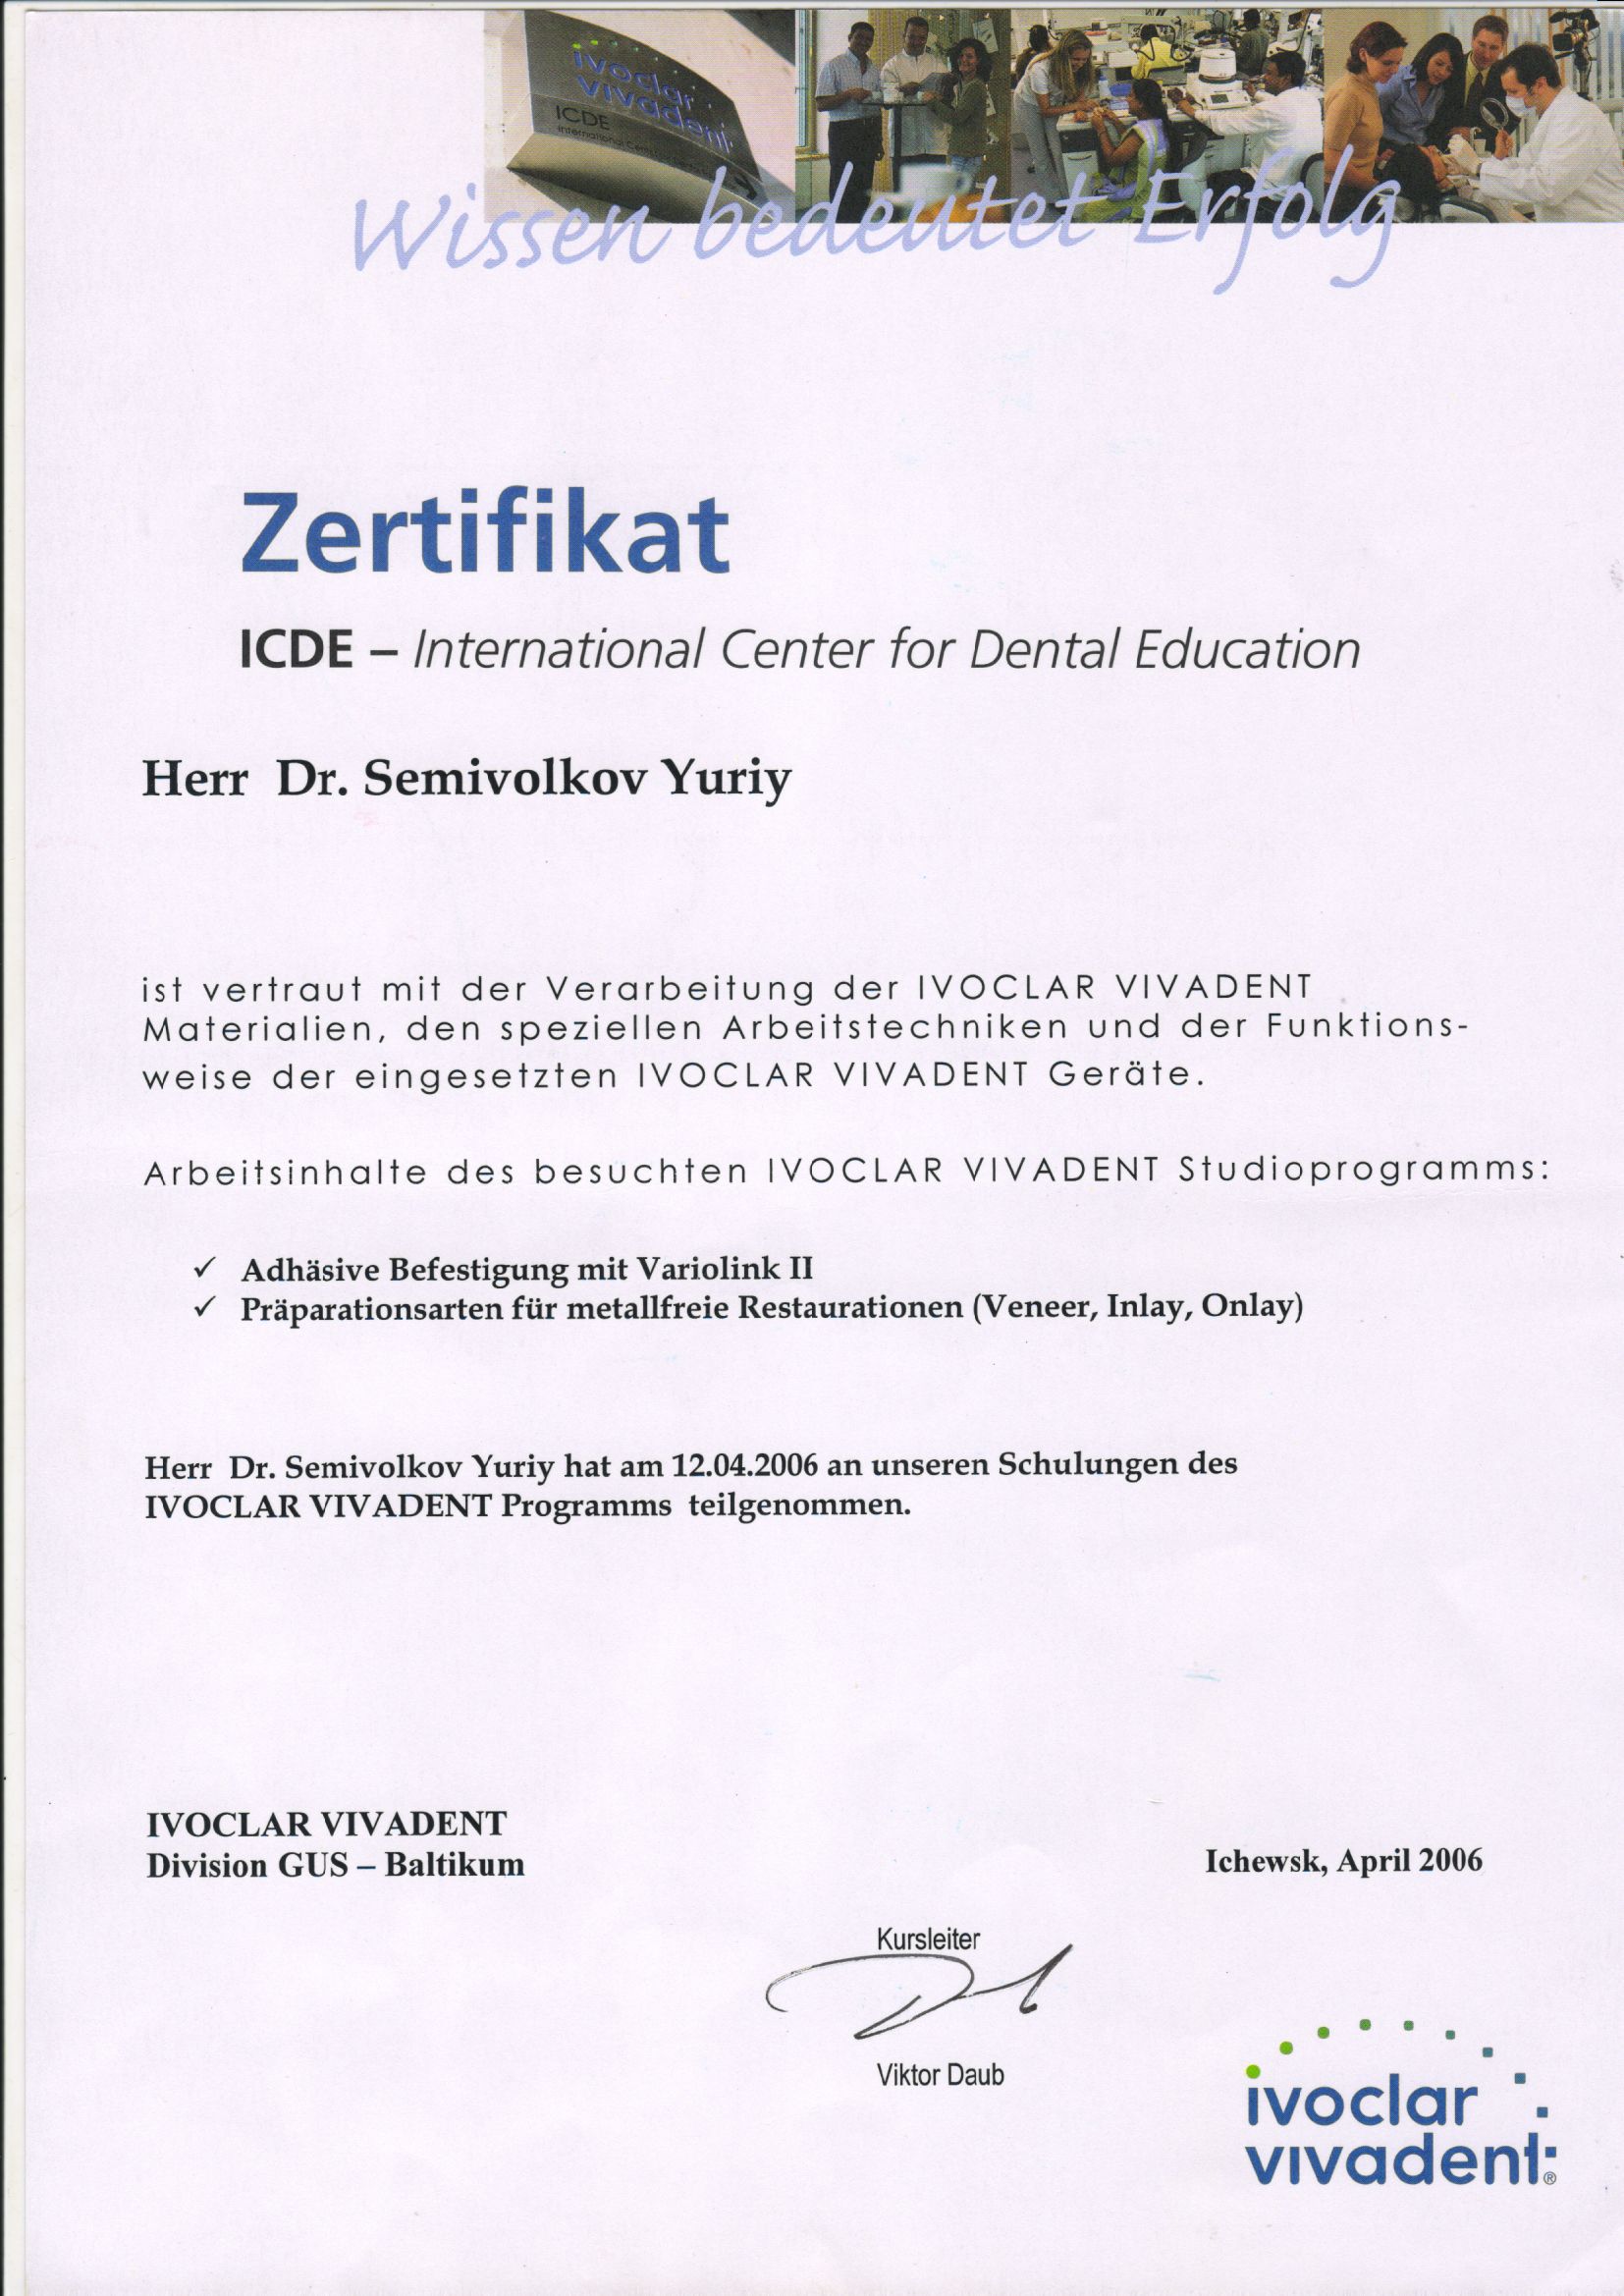 ivoclar
vivadent
ICDE
Wissen bedeutet Erfolg
Zertifikat
ICDE – International Center for Dental Education
Herr Dr. Semivolkov Yuriy
ist vertraut mit der Verarbeitung der IVOCLAR VIVADENT
Materialien, den speziellen Arbeitstechniken und der Funktions-
weise der eingesetzten IVOCLAR VIVADENT Geräte.
Arbeitsinhalte des besuchten IVOCLAR VIVADENT Studioprogramms:
✓ Adhäsive Befestigung mit Variolink II
✓ Präparationsarten für metallfreie Restaurationen (Veneer, Inlay, Onlay)
Herr Dr. Semivolkov Yuriy hat am 12.04.2006 an unseren Schulungen des
IVOCLAR VIVADENT Programms teilgenommen.
IVOCLAR VIVADENT
Division GUS – Baltikum
Ichewsk, April 2006
Kursleiter
Viktor Daub
ivoclar
vivadent®